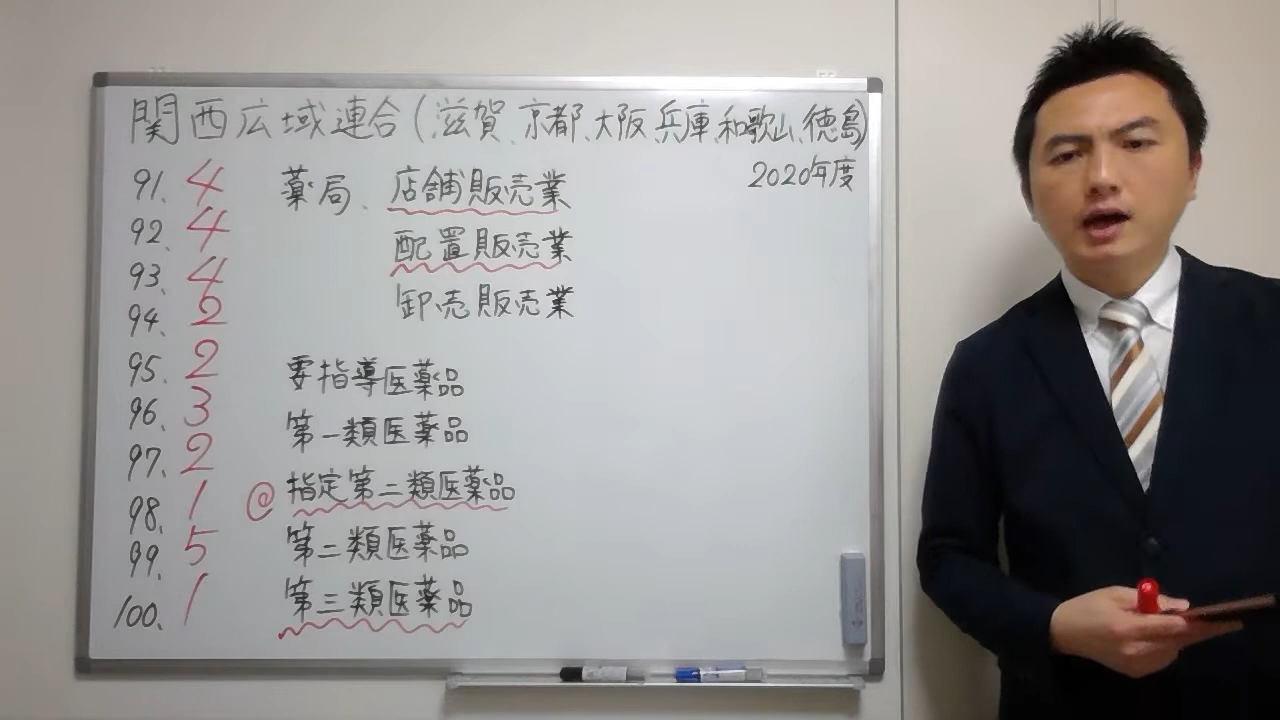 関西広域連合(滋賀、京都、大阪、兵庫、和歌山、徳島)
2020年度
91. 4
92. 4
93. 4
94. 2
95. 2
96. 3
97. 2
98. 1
99. 5
100. 1
薬局、店舗販売業
配置販売業
卸売販売業
要指導医薬品
第一類医薬品
@指定第二類医薬品
第二類医薬品
第三類医薬品